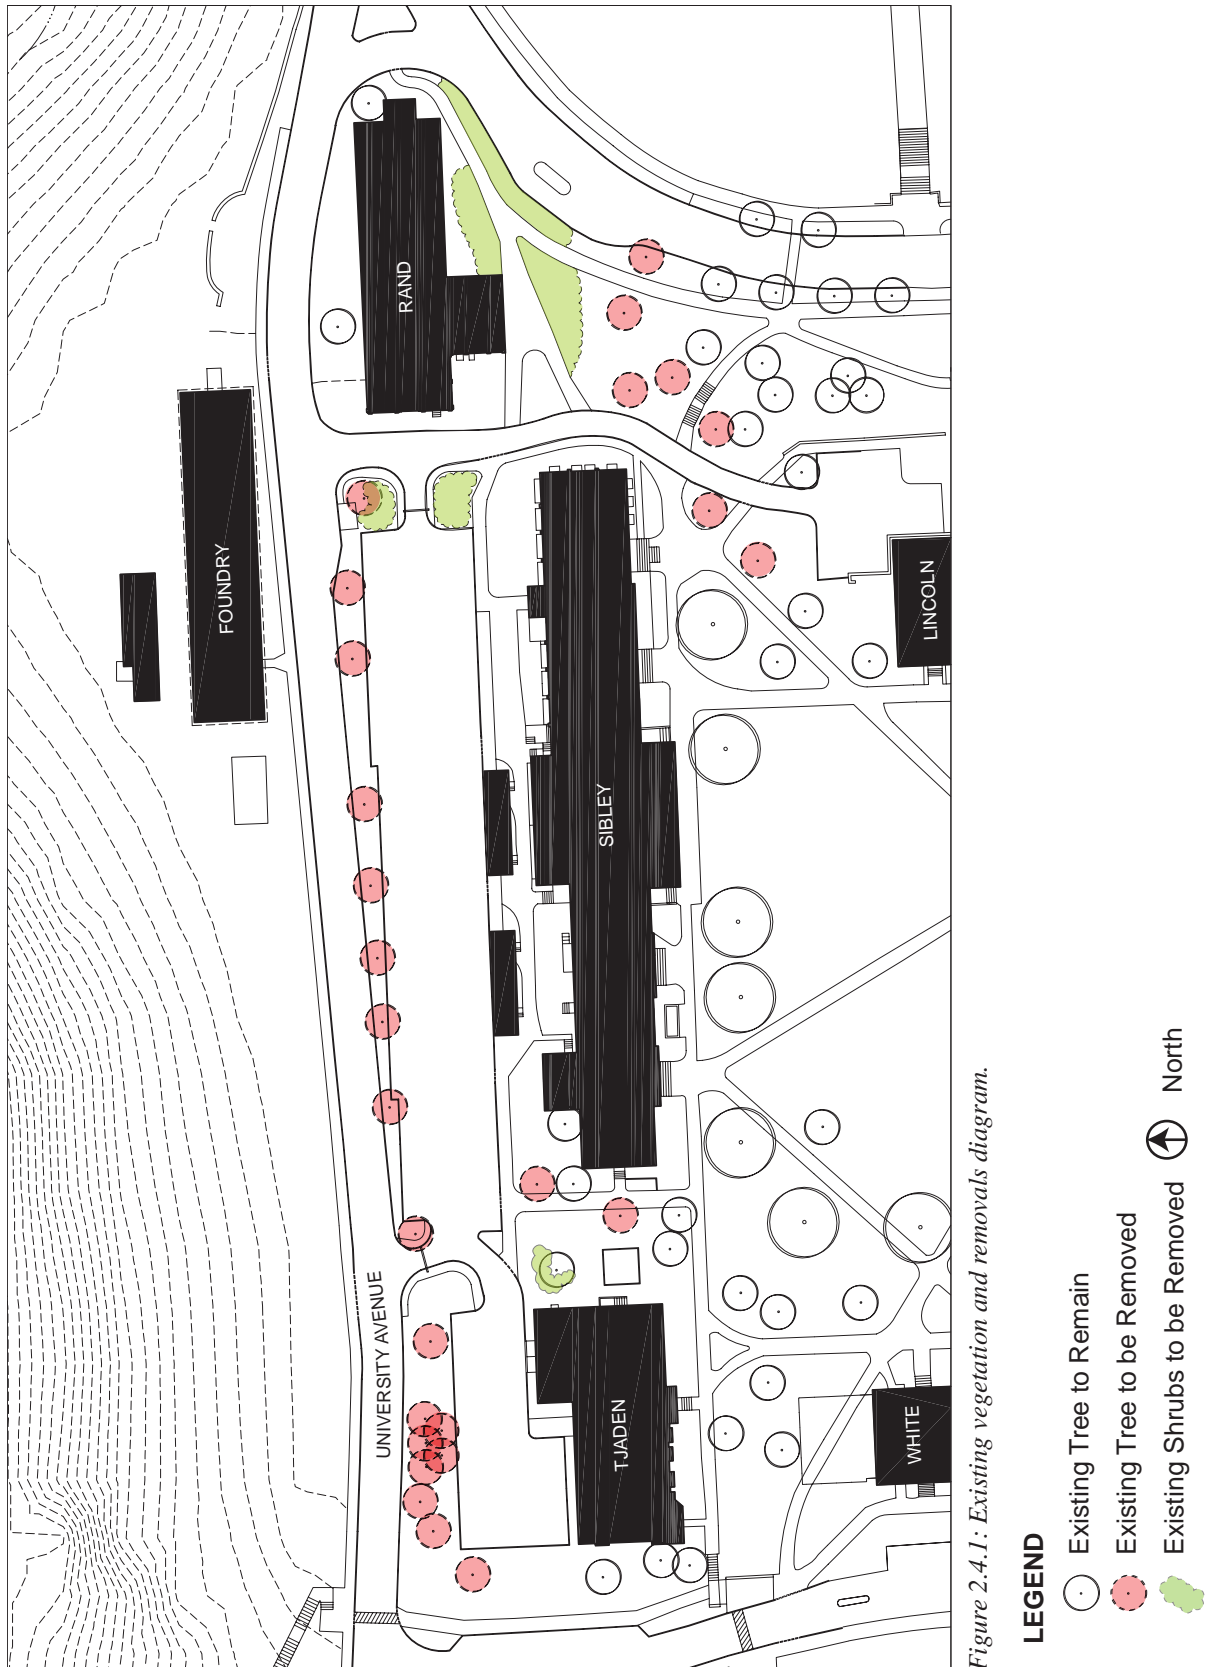 UNIVERSITY AVENUE
FOUNDRY
RAND
SIBLEY
TJADEN
LINCOLN
WHITE
Figure 2.4.1: Existing vegetation and removals diagram.
LEGEND
Existing Tree to Remain
Existing Tree to be Removed
Existing Shrubs to be Removed
North